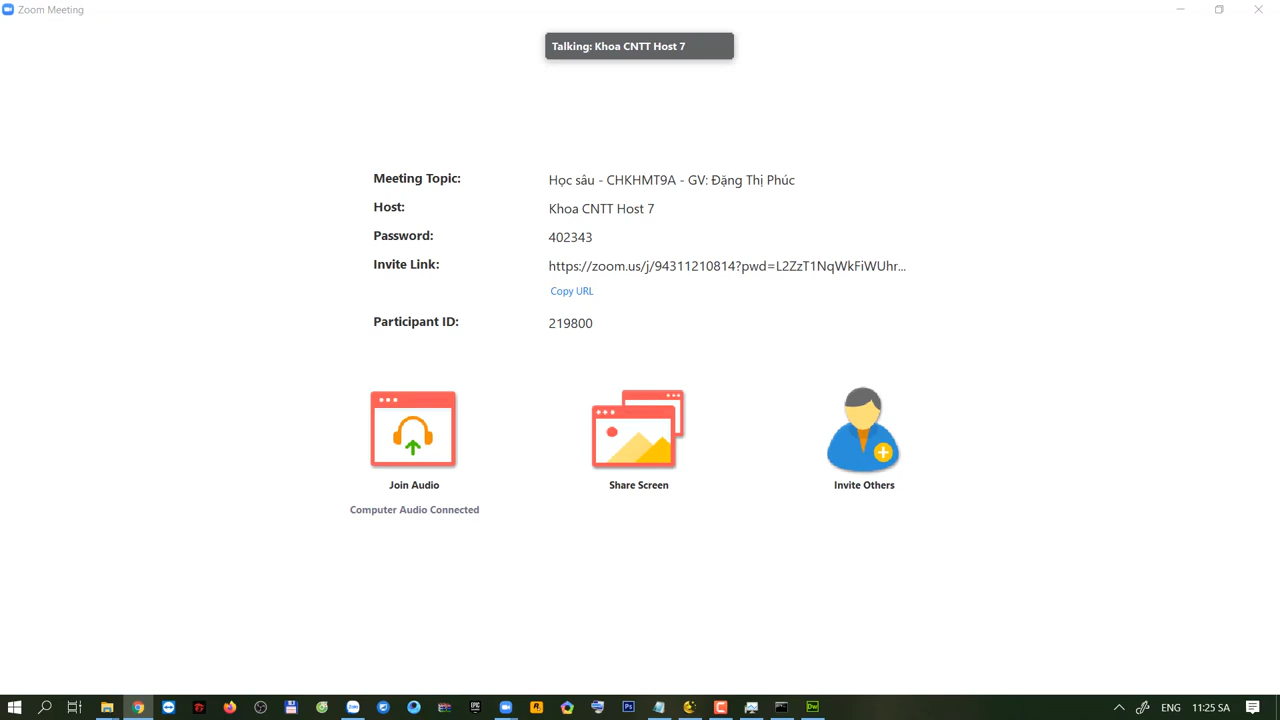 Zoom Meeting
Talking: Khoa CNTT Host 7
Meeting Topic: Học sâu - CHKHMT9A - GV: Đặng Thị Phúc
Host: Khoa CNTT Host 7
Password: 402343
Invite Link: https://zoom.us/j/94311210814?pwd=L2ZzT1NqWkFiWUhr...
Copy URL
Participant ID: 219800
Join Audio Share Screen Invite Others
Computer Audio Connected
Ps Dw ENG 11:25 SA